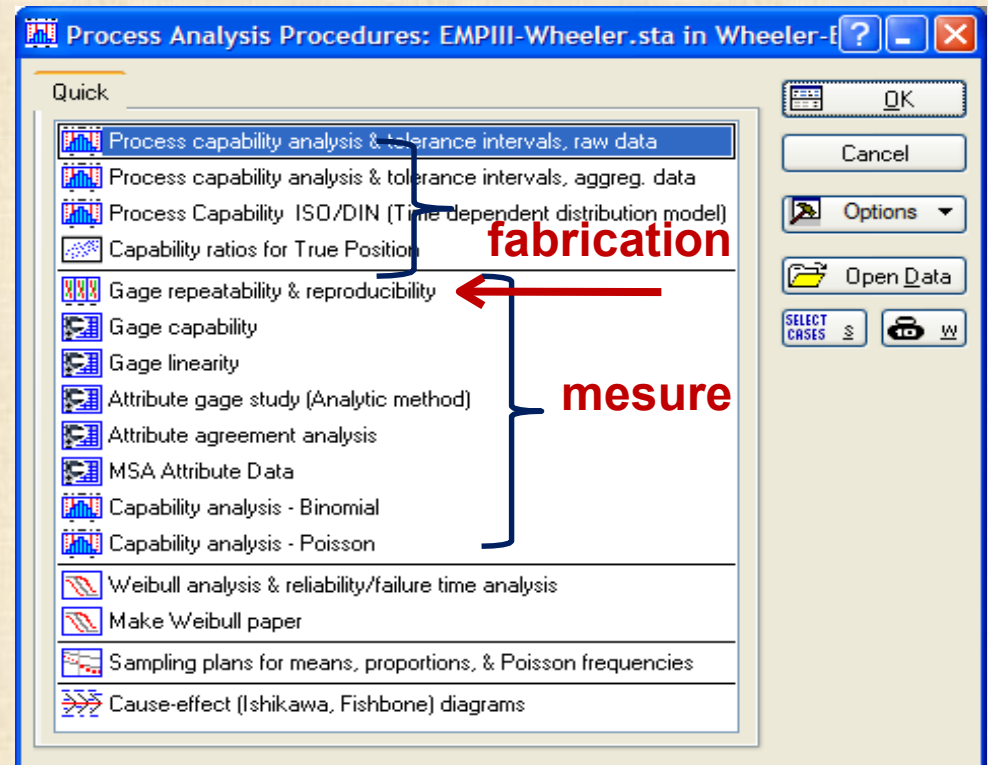 Process Analysis Procedures: EMPIII-Wheeler.sta in Wheeler-E
Quick
Process capability analysis & tolerance intervals, raw data
Process capability analysis & tolerance intervals, aggreg. data
Process Capability ISO/DIN (Time dependent distribution model)
Capability ratios for True Position
fabrication
Gage repeatability & reproducibility
Gage capability
Gage linearity
Attribute gage study (Analytic method)
mesure
Attribute agreement analysis
MSA Attribute Data
Capability analysis - Binomial
Capability analysis - Poisson
Weibull analysis & reliability/failure time analysis
Make Weibull paper
Sampling plans for means, proportions, & Poisson frequencies
Cause-effect (Ishikawa, Fishbone) diagrams
OK
Cancel
Options
Open Data
SELECT CASES S
W